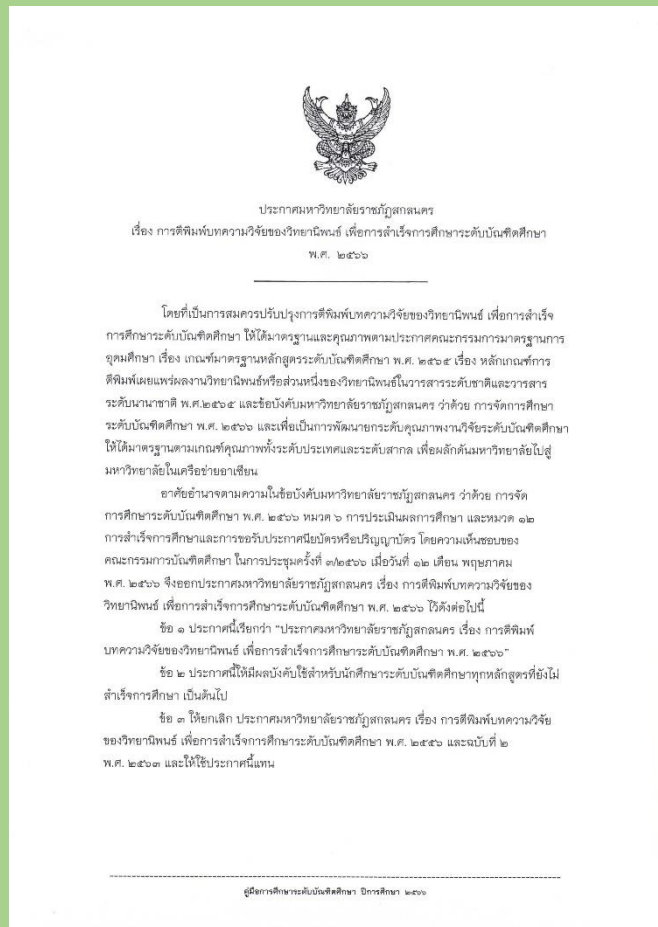 ประกาศมหาวิทยาลัยราชภัฏสกลนคร
เรื่อง การตีพิมพ์บทความวิจัยของวิทยานิพนธ์ เพื่อการสำเร็จการศึกษาระดับบัณฑิตศึกษา
พ.ศ. ๒๕๖๖
โดยที่เป็นการสมควรปรับปรุงการตีพิมพ์บทความวิจัยของวิทยานิพนธ์ เพื่อการสำเร็จ
การศึกษาระดับบัณฑิตศึกษา ให้ได้มาตรฐานและคุณภาพตามประกาศคณะกรรมการมาตรฐานการ
อุดมศึกษา เรื่อง เกณฑ์มาตรฐานหลักสูตรระดับบัณฑิตศึกษา พ.ศ. ๒๕๖๕ เรื่อง หลักเกณฑ์การ
ตีพิมพ์เผยแพร่ผลงานวิทยานิพนธ์หรือส่วนหนึ่งของวิทยานิพนธ์ในวารสารระดับชาติและวารสาร
ระดับนานาชาติ พ.ศ.๒๕๖๕ และข้อบังคับมหาวิทยาลัยราชภัฏสกลนคร ว่าด้วย การจัดการศึกษา
ระดับบัณฑิตศึกษา พ.ศ. ๒๕๖๖ และเพื่อเป็นการพัฒนายกระดับคุณภาพงานวิจัยระดับบัณฑิตศึกษา
ให้ได้มาตรฐานตามเกณฑ์คุณภาพทั้งระดับประเทศและระดับสากล เพื่อผลักดันมหาวิทยาลัยไปสู่
มหาวิทยาลัยในเครือข่ายอาเซียน
อาศัยอำนาจตามความในข้อบังคับมหาวิทยาลัยราชภัฏสกลนคร ว่าด้วย การจัด
การศึกษาระดับบัณฑิตศึกษา พ.ศ. ๒๕๖๖ หมวด ๖ การประเมินผลการศึกษา และหมวด ๑๒
การสำเร็จการศึกษาและการขอรับประกาศนียบัตรหรือปริญญาบัตร โดยความเห็นชอบของ
คณะกรรมการบัณฑิตศึกษา ในการประชุมครั้งที่ ๓/๒๕๖๖ เมื่อวันที่ ๑๒ เดือน พฤษภาคม
พ.ศ. ๒๕๖๖ จึงออกประกาศมหาวิทยาลัยราชภัฏสกลนคร เรื่อง การตีพิมพ์บทความวิจัยของ
วิทยานิพนธ์ เพื่อการสำเร็จการศึกษาระดับบัณฑิตศึกษา พ.ศ. ๒๕๖๖ ไว้ดังต่อไปนี้
ข้อ ๑ ประกาศนี้เรียกว่า "ประกาศมหาวิทยาลัยราชภัฏสกลนคร เรื่อง การตีพิมพ์
บทความวิจัยของวิทยานิพนธ์ เพื่อการสำเร็จการศึกษาระดับบัณฑิตศึกษา พ.ศ. ๒๕๖๖"
ข้อ ๒ ประกาศนี้ให้มีผลบังคับใช้สำหรับนักศึกษาระดับบัณฑิตศึกษาทุกหลักสูตรที่ยังไม่
สำเร็จการศึกษา เป็นต้นไป
ข้อ ๓ ให้ยกเลิก ประกาศมหาวิทยาลัยราชภัฏสกลนคร เรื่อง การตีพิมพ์บทความวิจัย
ของวิทยานิพนธ์ เพื่อการสำเร็จการศึกษาระดับบัณฑิตศึกษา พ.ศ. ๒๕๕๖ และฉบับที่ ๒
พ.ศ. ๒๕๖๓ และให้ใช้ประกาศนี้แทน
คู่มือการศึกษาระดับบัณฑิตศึกษา ปีการศึกษา ๒๕๖๖